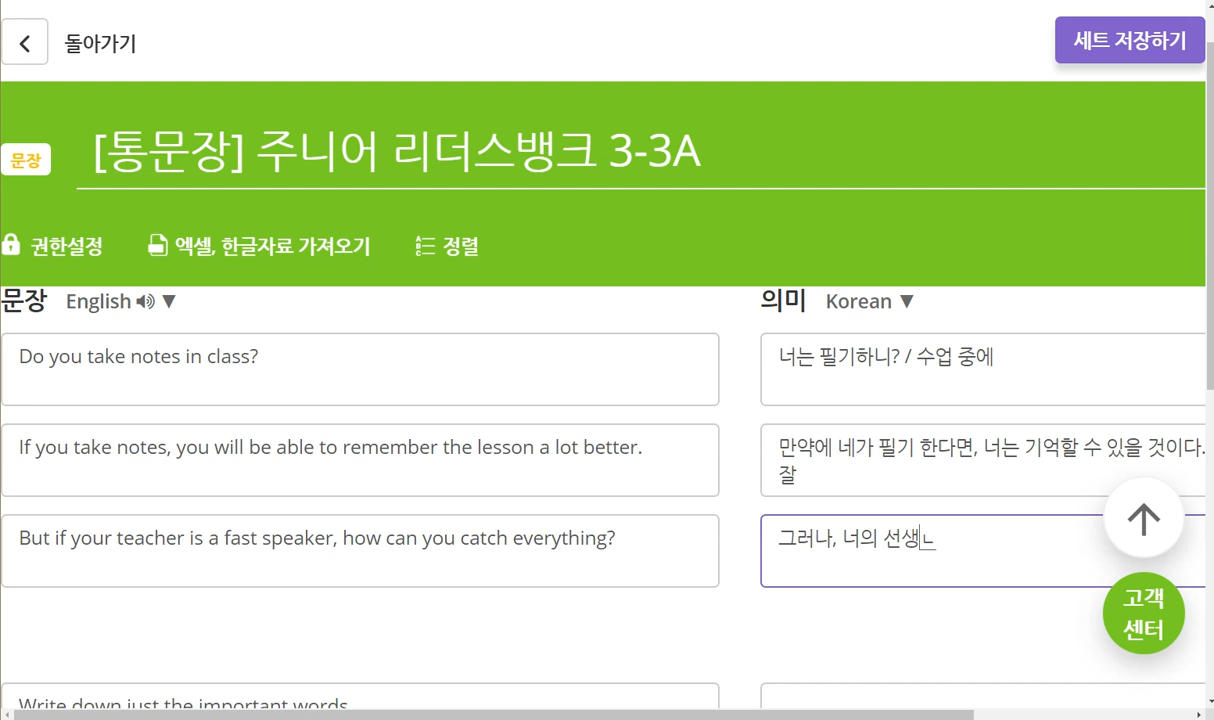 돌아가기
세트 저장하기
문장
[통문장] 주니어 리더스뱅크 3-3A
권한설정
엑셀, 한글자료 가져오기
정렬
문장 English ▼
의미 Korean ▼
Do you take notes in class?
너는 필기하니? / 수업 중에
If you take notes, you will be able to remember the lesson a lot better.
만약에 네가 필기 한다면, 너는 기억할 수 있을 것이다.
잘
But if your teacher is a fast speaker, how can you catch everything?
그러나, 너의 선생ㄴ
고객
센터
Write down just the important words